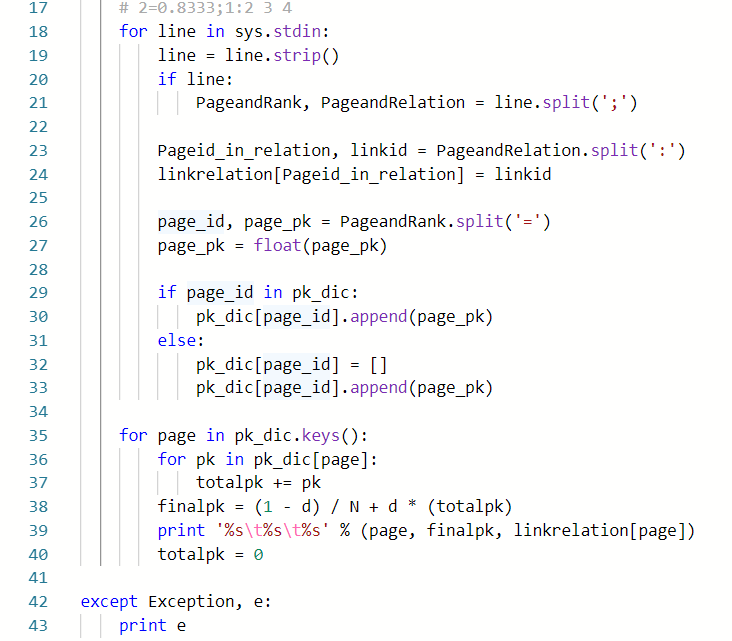 17 # 2=0.8333;1:2 3 4
18 for line in sys.stdin:
19 line = line.strip()
20 if line:
21 PageandRank, PageandRelation = line.split(';')
22
23 Pageid_in_relation, linkid = PageandRelation.split(':')
24 linkrelation[Pageid_in_relation] = linkid
25
26 page_id, page_pk = PageandRank.split('=')
27 page_pk = float(page_pk)
28
29 if page_id in pk_dic:
30 pk_dic[page_id].append(page_pk)
31 else:
32 pk_dic[page_id] = []
33 pk_dic[page_id].append(page_pk)
34
35 for page in pk_dic.keys():
36 for pk in pk_dic[page]:
37 totalpk += pk
38 finalpk = (1 - d) / N + d * (totalpk)
39 print '%s\t%s\t%s' % (page, finalpk, linkrelation[page])
40 totalpk = 0
41
42 except Exception, e:
43 print e